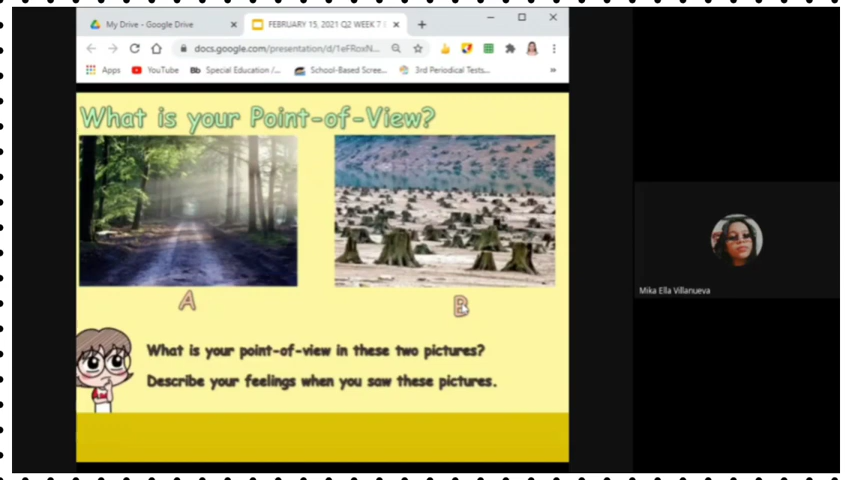 My Drive - Google Drive
FEBRUARY 15, 2021 Q2 WEEK 7
docs.google.com/presentation/d/1eFRoxN...
Apps YouTube Bb Special Education /... School-Based Scree... 3rd Periodical Tests...
What is your Point-of-View?
A
B
What is your point-of-view in these two pictures?
Describe your feelings when you saw these pictures.
Mika Ella Villanueva